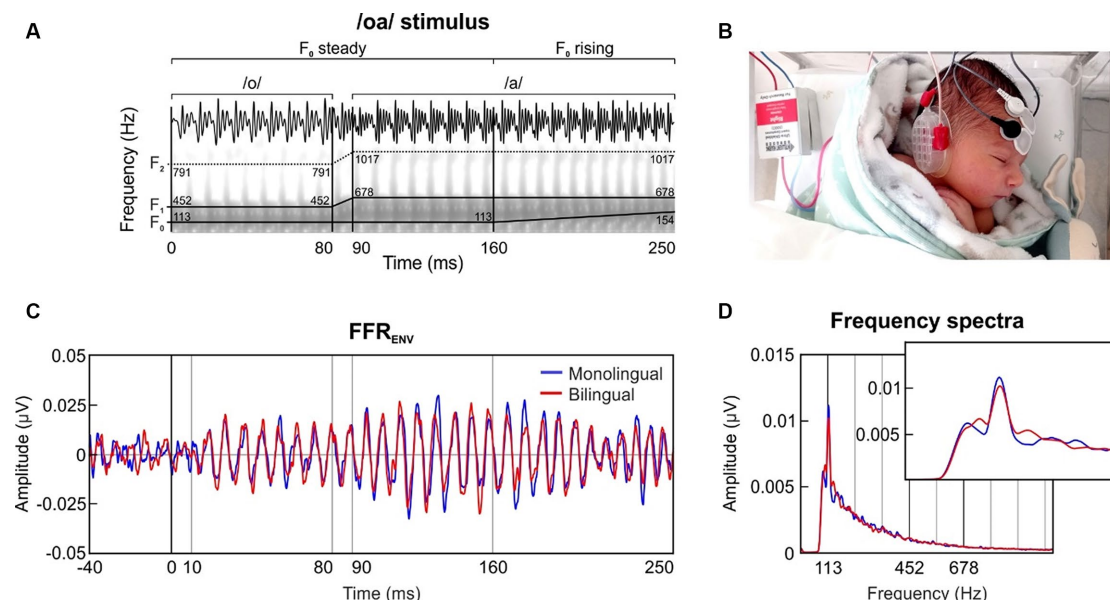 A
/oa/ stimulus
F0 steady
F0 rising
/o/
/a/
Frequency (Hz)
F2
F1
F0
791
791
1017
1017
452
452
678
678
113
113
154
0
80
90
160
250
Time (ms)
B
Right
C
FFRENV
Amplitude (µV)
0.05
0.025
0
-0.025
-0.05
Monolingual
Bilingual
-40
0
10
80
90
160
250
Time (ms)
D
Frequency spectra
Amplitude (µV)
0.015
0.01
0.005
0
0.01
0.005
113
452
678
Frequency (Hz)